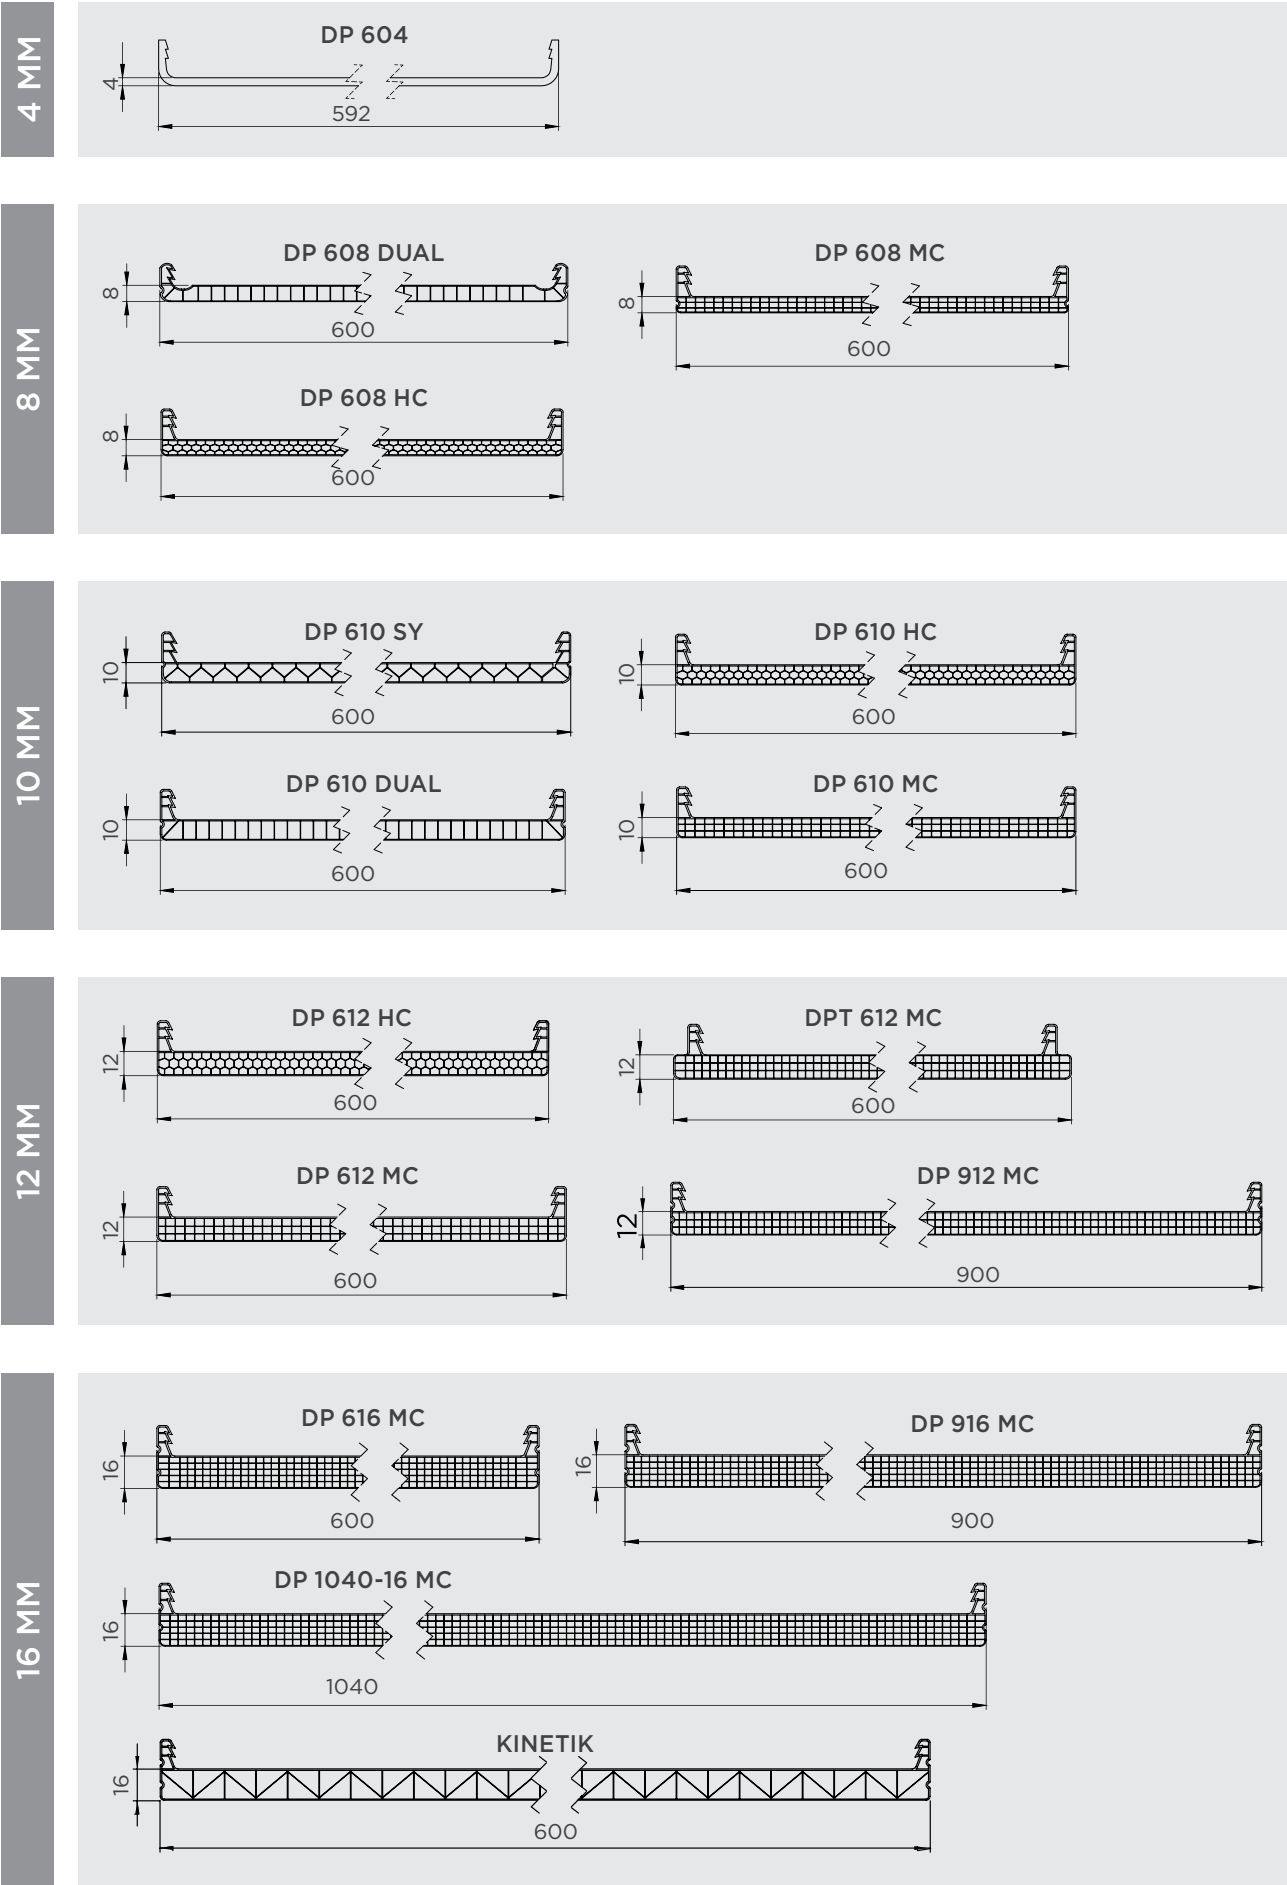 4 MM
DP 604
4
592
8 MM
DP 608 DUAL
8
600
DP 608 MC
8
600
DP 608 HC
8
600
10 MM
DP 610 SY
10
600
DP 610 HC
10
600
DP 610 DUAL
10
600
DP 610 MC
10
600
12 MM
DP 612 HC
12
600
DPT 612 MC
12
600
DP 612 MC
12
600
DP 912 MC
12
900
16 MM
DP 616 MC
16
600
DP 916 MC
16
900
DP 1040-16 MC
16
1040
KINETIK
16
600